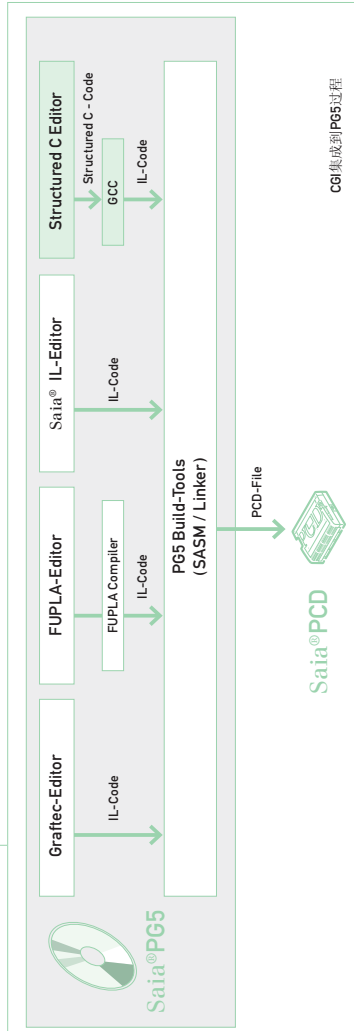 Saia®PG5
Graftec-Editor
IL-Code
FUPLA-Editor
FUPLA Compiler
IL-Code
Saia® IL-Editor
IL-Code
Structured C Editor
Structured C - Code
GCC
IL-Code
PG5 Build-Tools
(SASM / Linker)
PCD-File
Saia®PCD
PCD
CGI集成到PG5过程